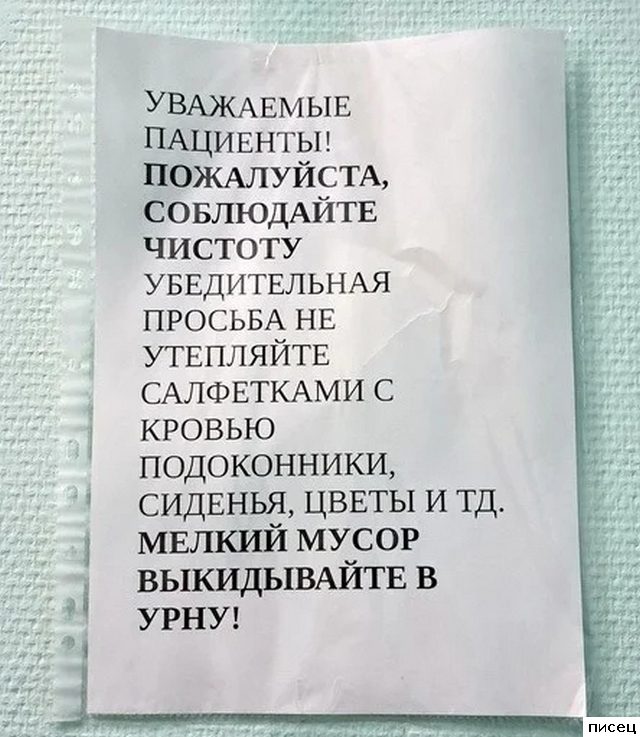 УВАЖАЕМЫЕ
ПАЦИЕНТЫ!
ПОЖАЛУЙСТА,
СОБЛЮДАЙТЕ
ЧИСТОТУ
УБЕДИТЕЛЬНАЯ
ПРОСЬБА НЕ
УТЕПЛЯЙТЕ
САЛФЕТКАМИ С
КРОВЬЮ
ПОДОКОННИКИ,
СИДЕНЬЯ, ЦВЕТЫ И ТД.
МЕЛКИЙ МУСОР
ВЫКИДЫВАЙТЕ В
УРНУ!
писец